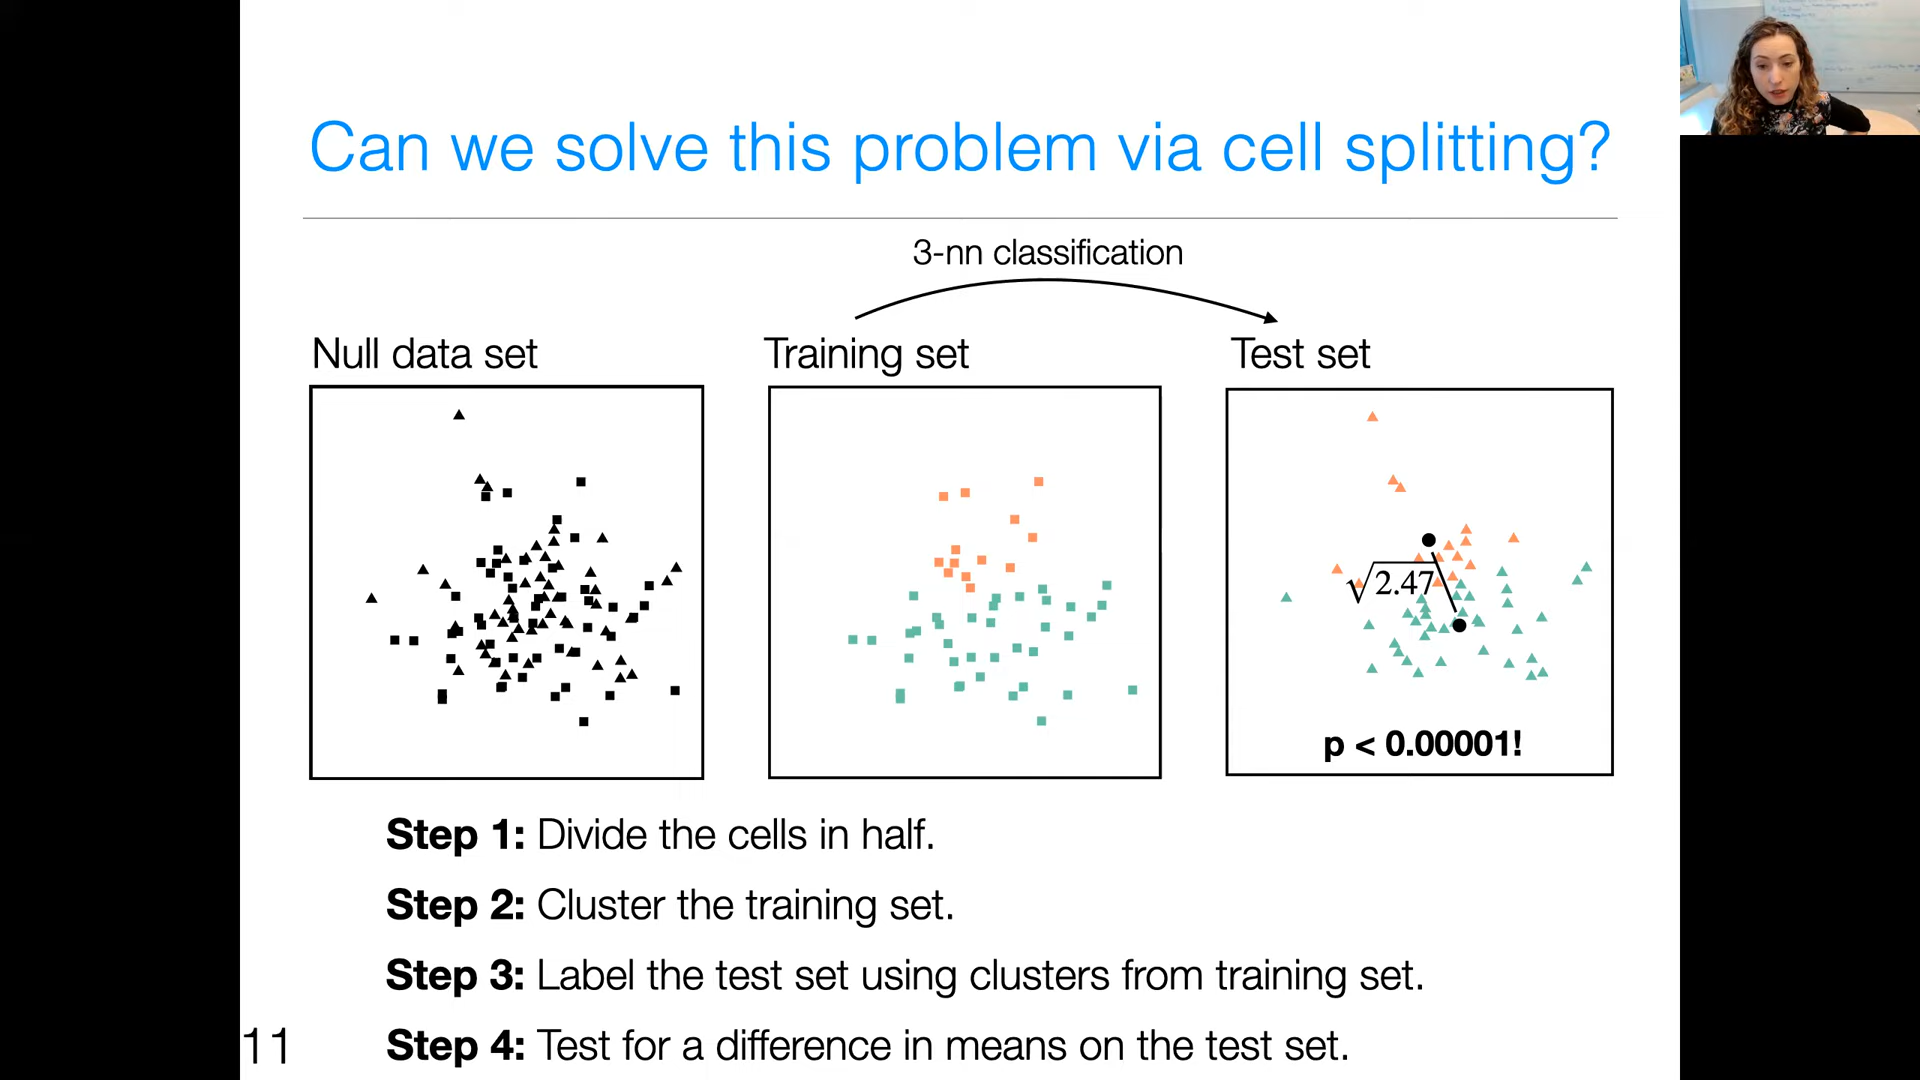 Can we solve this problem via cell splitting?
3-nn classification
Null data set
Training set
Test set
√2.47
p < 0.00001!
Step 1: Divide the cells in half.
Step 2: Cluster the training set.
Step 3: Label the test set using clusters from training set.
Step 4: Test for a difference in means on the test set.
11